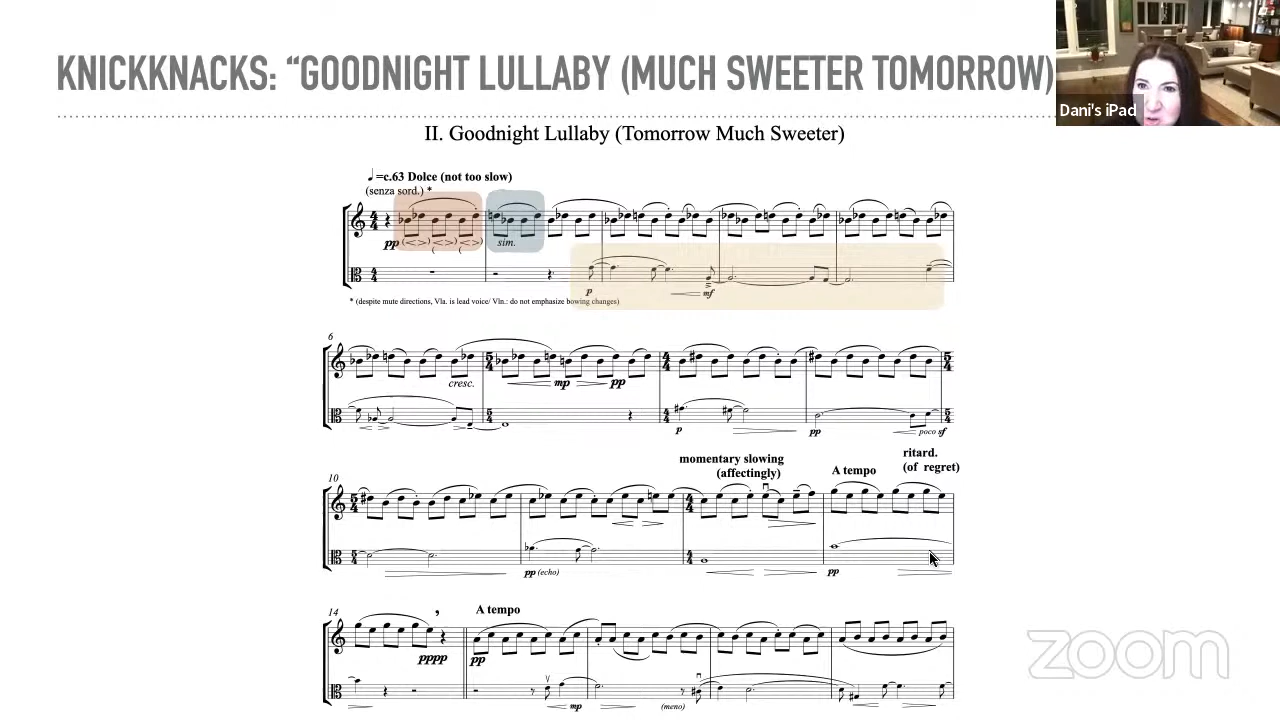 KNICKKNACKS: “GOODNIGHT LULLABY (MUCH SWEETER TOMORROW)
Dani's iPad
II. Goodnight Lullaby (Tomorrow Much Sweeter)
♩=c.63 Dolce (not too slow)
(senza sord.) *
pp (<>) (<>) (<>) sim.
p mf
* (despite mute directions, Vla. is lead voice/ Vln.: do not emphasize bowing changes)
6
cresc. mp pp
p pp poco sf
momentary slowing
(affectingly)
A tempo
ritard.
(of regret)
10
pp (echo) pp
14
A tempo
pppp pp
mp (meno)
zoom